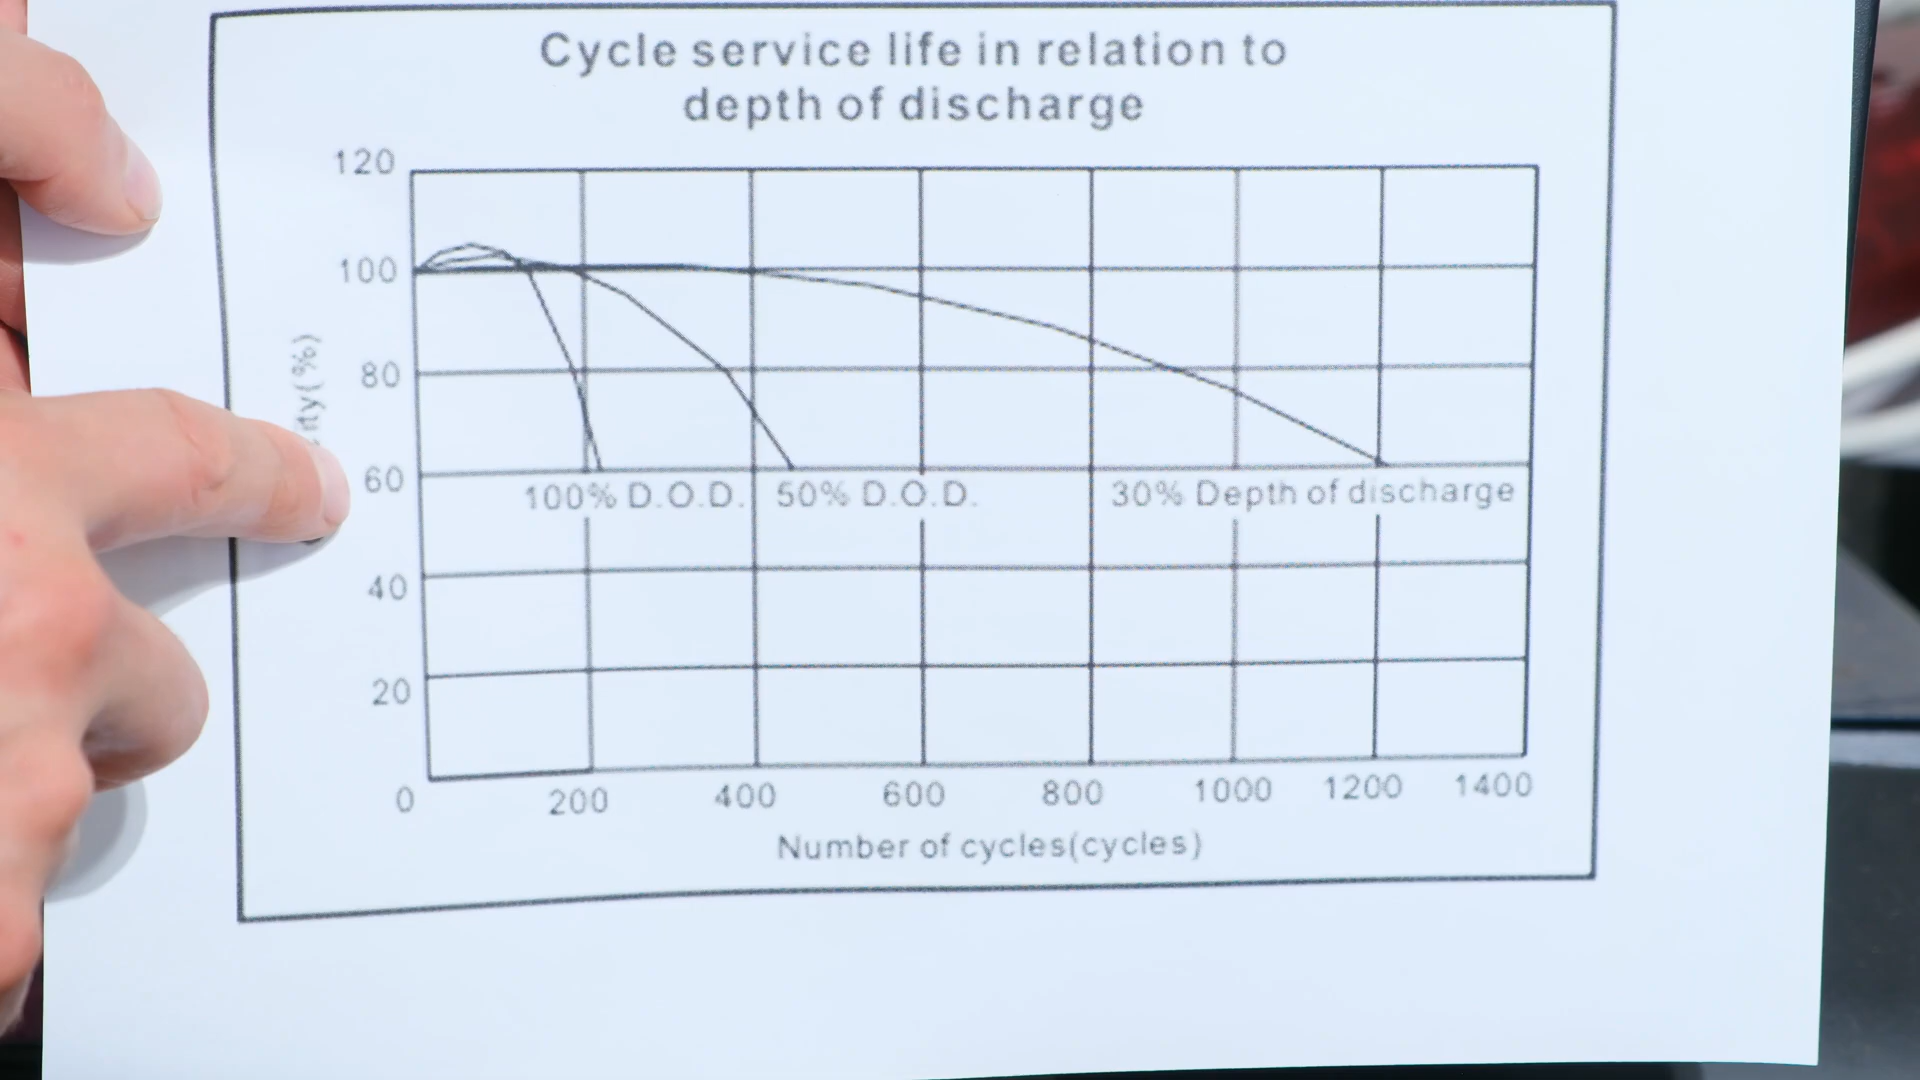 Cycle service life in relation to
depth of discharge
120
100
80
60
40
20
0
(%)
100% D.O.D.
50% D.O.D.
30% Depth of discharge
200
400
600
800
1000
1200
1400
Number of cycles(cycles)